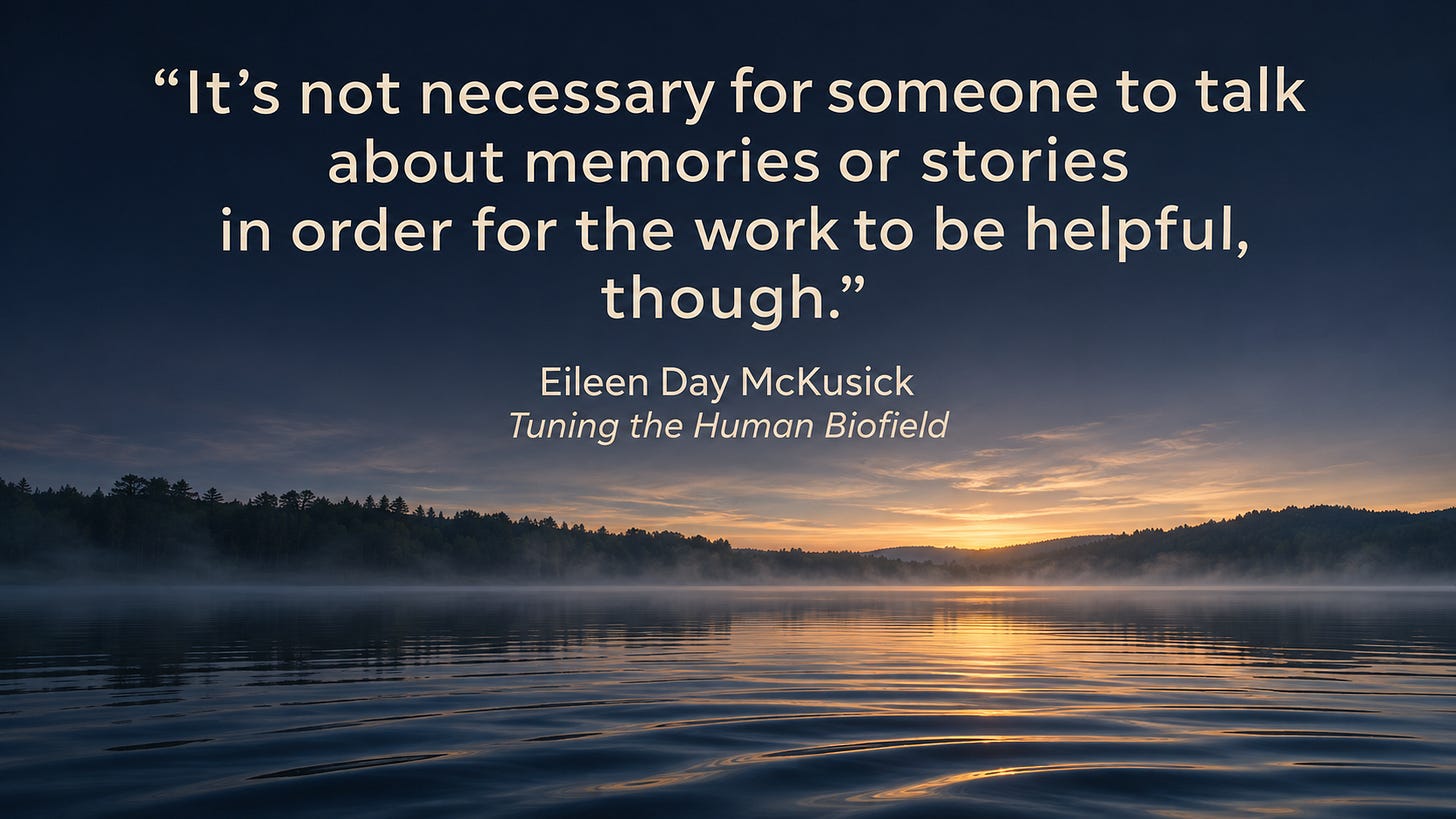 “It’s not necessary for someone to talk
about memories or stories
in order for the work to be helpful,
though.”
Eileen Day McKusick
Tuning the Human Biofield